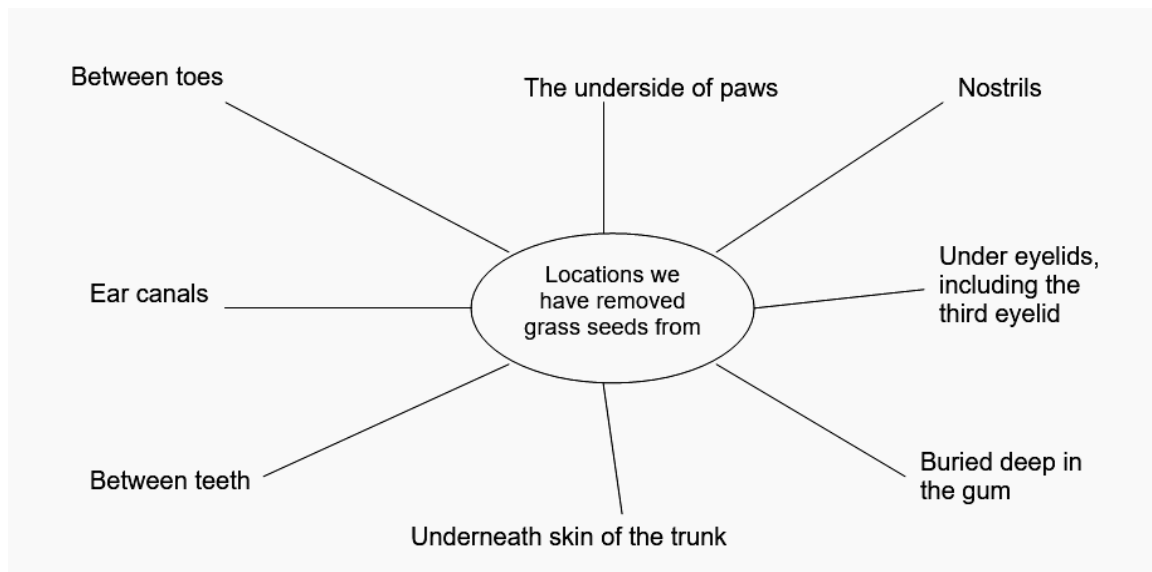 Between toes
The underside of paws
Nostrils
Ear canals
Locations we
have removed
grass seeds from
Under eyelids,
including the
third eyelid
Between teeth
Buried deep in
the gum
Underneath skin of the trunk